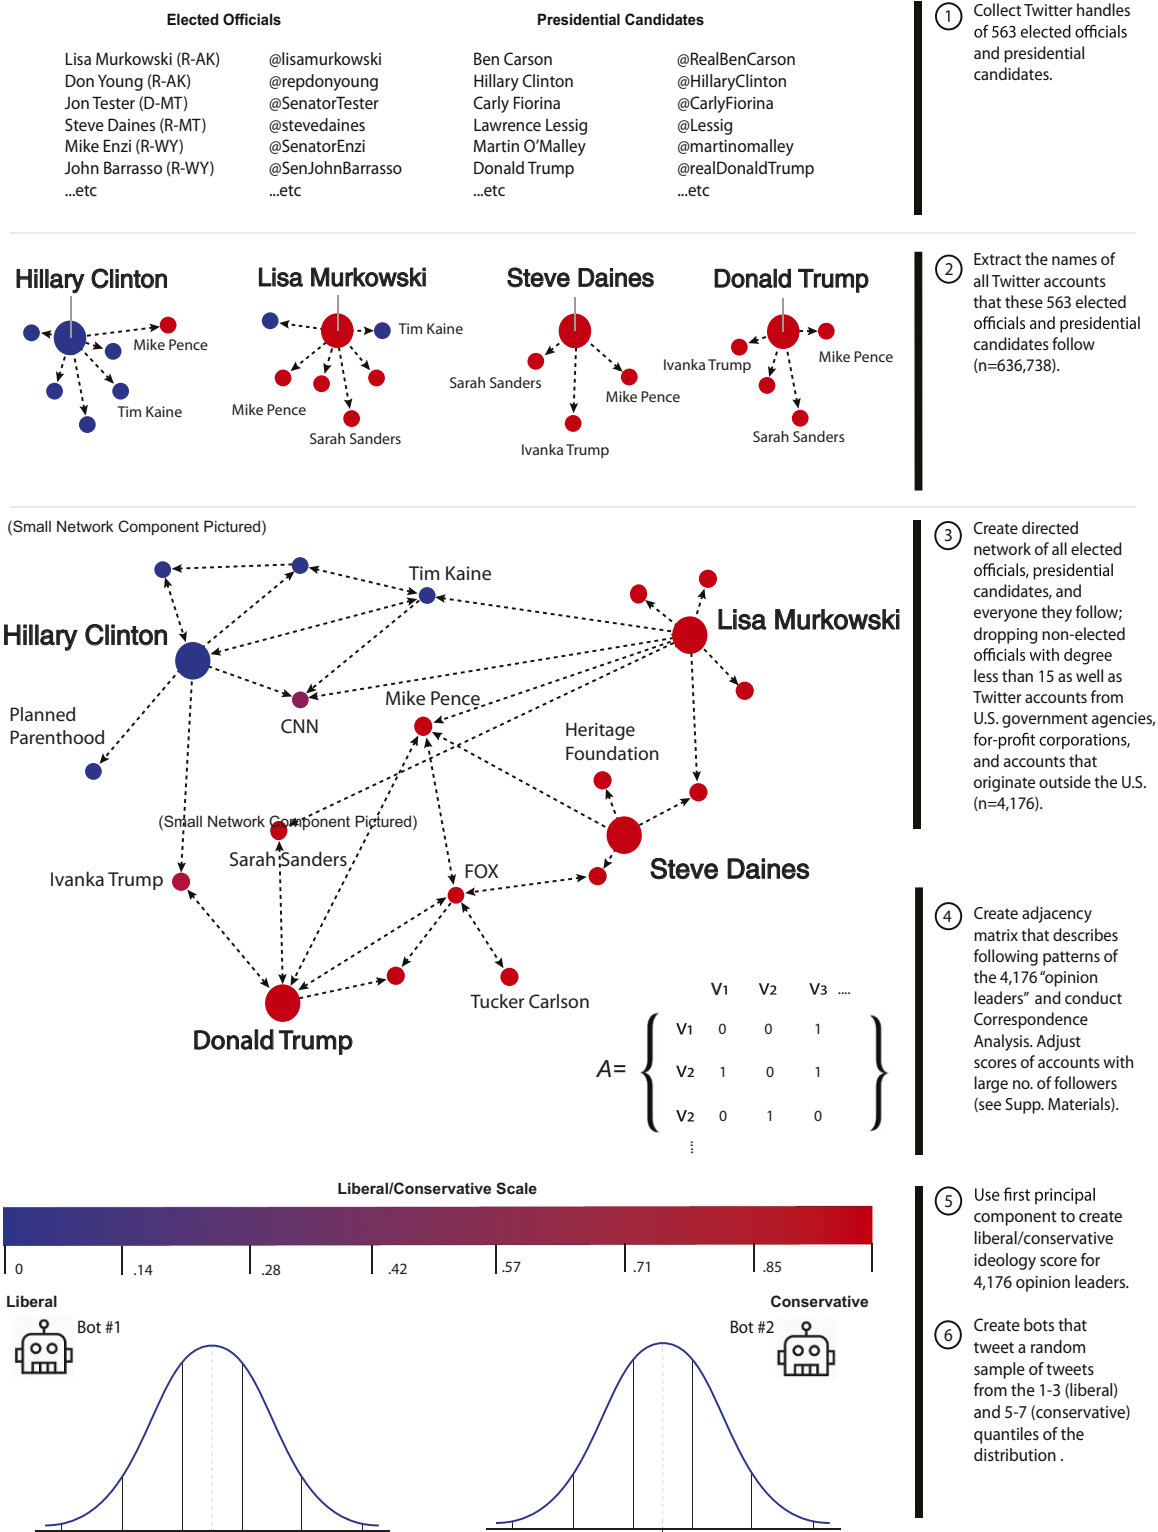 Elected Officials
Presidential Candidates
Lisa Murkowski (R-AK) @lisamurkowski
Don Young (R-AK) @repdonyoung
Jon Tester (D-MT) @SenatorTester
Steve Daines (R-MT) @stevedaines
Mike Enzi (R-WY) @SenatorEnzi
John Barrasso (R-WY) @SenJohnBarrasso
...etc ...etc
Ben Carson @RealBenCarson
Hillary Clinton @HillaryClinton
Carly Fiorina @CarlyFiorina
Lawrence Lessig @Lessig
Martin O’Malley @martinomalley
Donald Trump @realDonaldTrump
...etc ...etc
1
Collect Twitter handles
of 563 elected officials
and presidential
candidates.
Hillary Clinton
Mike Pence
Tim Kaine
Lisa Murkowski
Tim Kaine
Mike Pence
Sarah Sanders
Steve Daines
Sarah Sanders
Mike Pence
Ivanka Trump
Donald Trump
Ivanka Trump
Mike Pence
Sarah Sanders
2
Extract the names of
all Twitter accounts
that these 563 elected
officials and presidential
candidates follow
(n=636,738).
(Small Network Component Pictured)
Tim Kaine
Lisa Murkowski
Hillary Clinton
Mike Pence
CNN
Planned
Parenthood
Heritage
Foundation
(Small Network Component Pictured)
Sarah Sanders
Ivanka Trump
FOX
Steve Daines
Tucker Carlson
Donald Trump
3
Create directed
network of all elected
officials, presidential
candidates, and
everyone they follow;
dropping non-elected
officials with degree
less than 15 as well as
Twitter accounts from
U.S. government agencies,
for-profit corporations,
and accounts that
originate outside the U.S.
(n=4,176).
V1 V2 V3 ....
V1 0 0 1
A= V2 1 0 1
V2 0 1 0
4
Create adjacency
matrix that describes
following patterns of
the 4,176 “opinion
leaders” and conduct
Correspondence
Analysis. Adjust
scores of accounts with
large no. of followers
(see Supp. Materials).
Liberal/Conservative Scale
0 .14 .28 .42 .57 .71 .85
Liberal Conservative
Bot #1 Bot #2
5
Use first principal
component to create
liberal/conservative
ideology score for
4,176 opinion leaders.
6
Create bots that
tweet a random
sample of tweets
from the 1-3 (liberal)
and 5-7 (conservative)
quantiles of the
distribution .